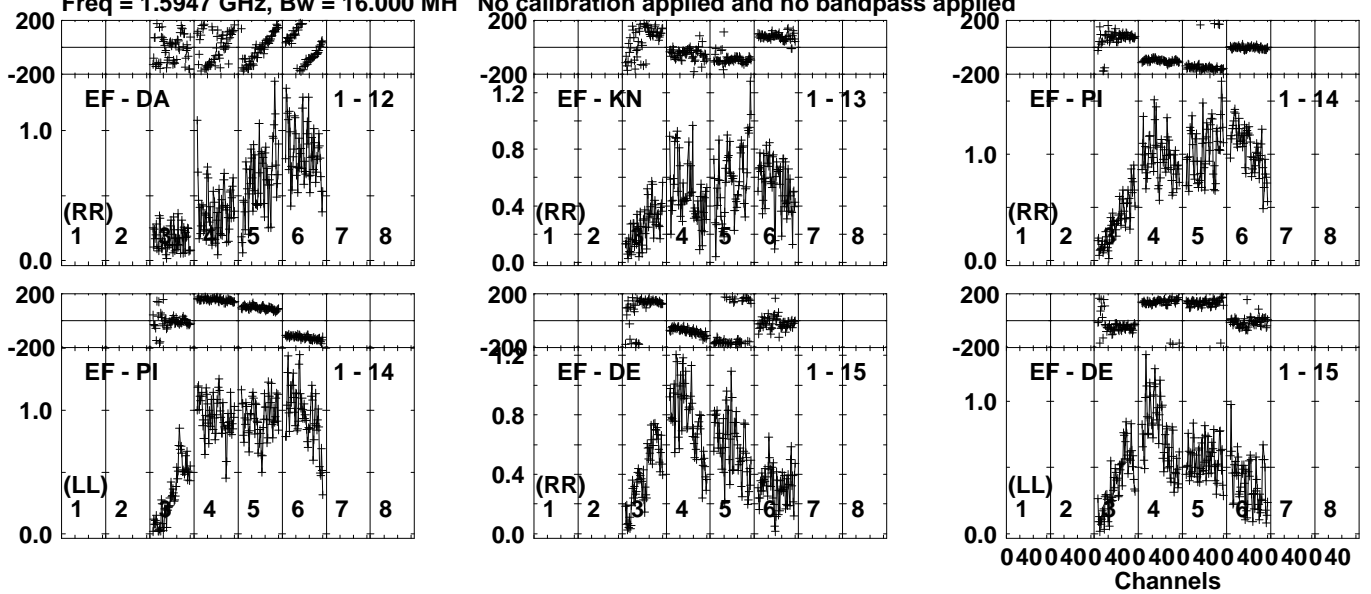 Freq = 1.5947 GHz, Bw = 16.000 MH No calibration applied and no bandpass applied
200
-200
EF - DA 1 - 12
1.0
(RR)
1 2 3 4 5 6 7 8
0.0
200
-200
1.2
EF - KN 1 - 13
0.8
0.4
(RR)
1 2 3 4 5 6 7 8
0.0
200
-200
EF - PI 1 - 14
1.0
(RR)
1 2 3 4 5 6 7 8
0.0
200
-200
EF - PI 1 - 14
1.0
(LL)
1 2 3 4 5 6 7 8
0.0
200
-200
1.2
EF - DE 1 - 15
0.8
0.4
(RR)
1 2 3 4 5 6 7 8
0.0
200
-200
EF - DE 1 - 15
1.0
(LL)
1 2 3 4 5 6 7 8
0.0
0 40 0 40 0 40 0 40 0 40 0 40 0 40 0 40
Channels